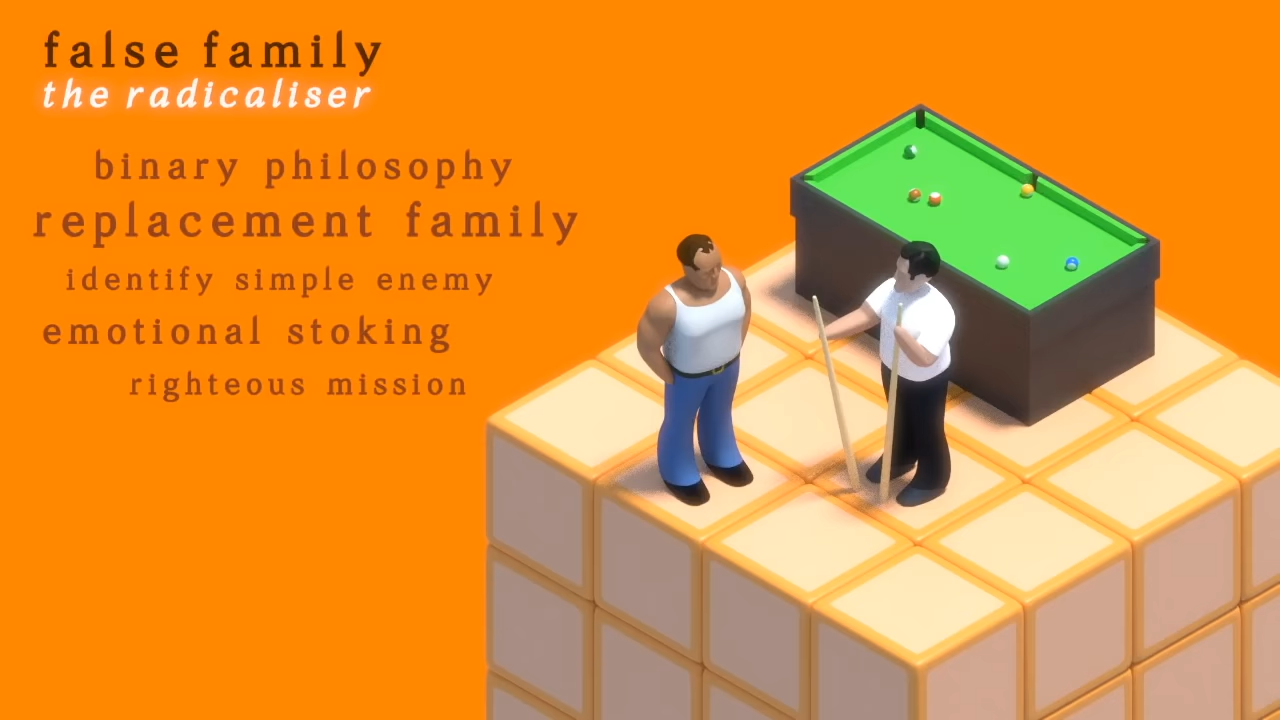 false family
the radicaliser
binary philosophy
replacement family
identify simple enemy
emotional stoking
righteous mission